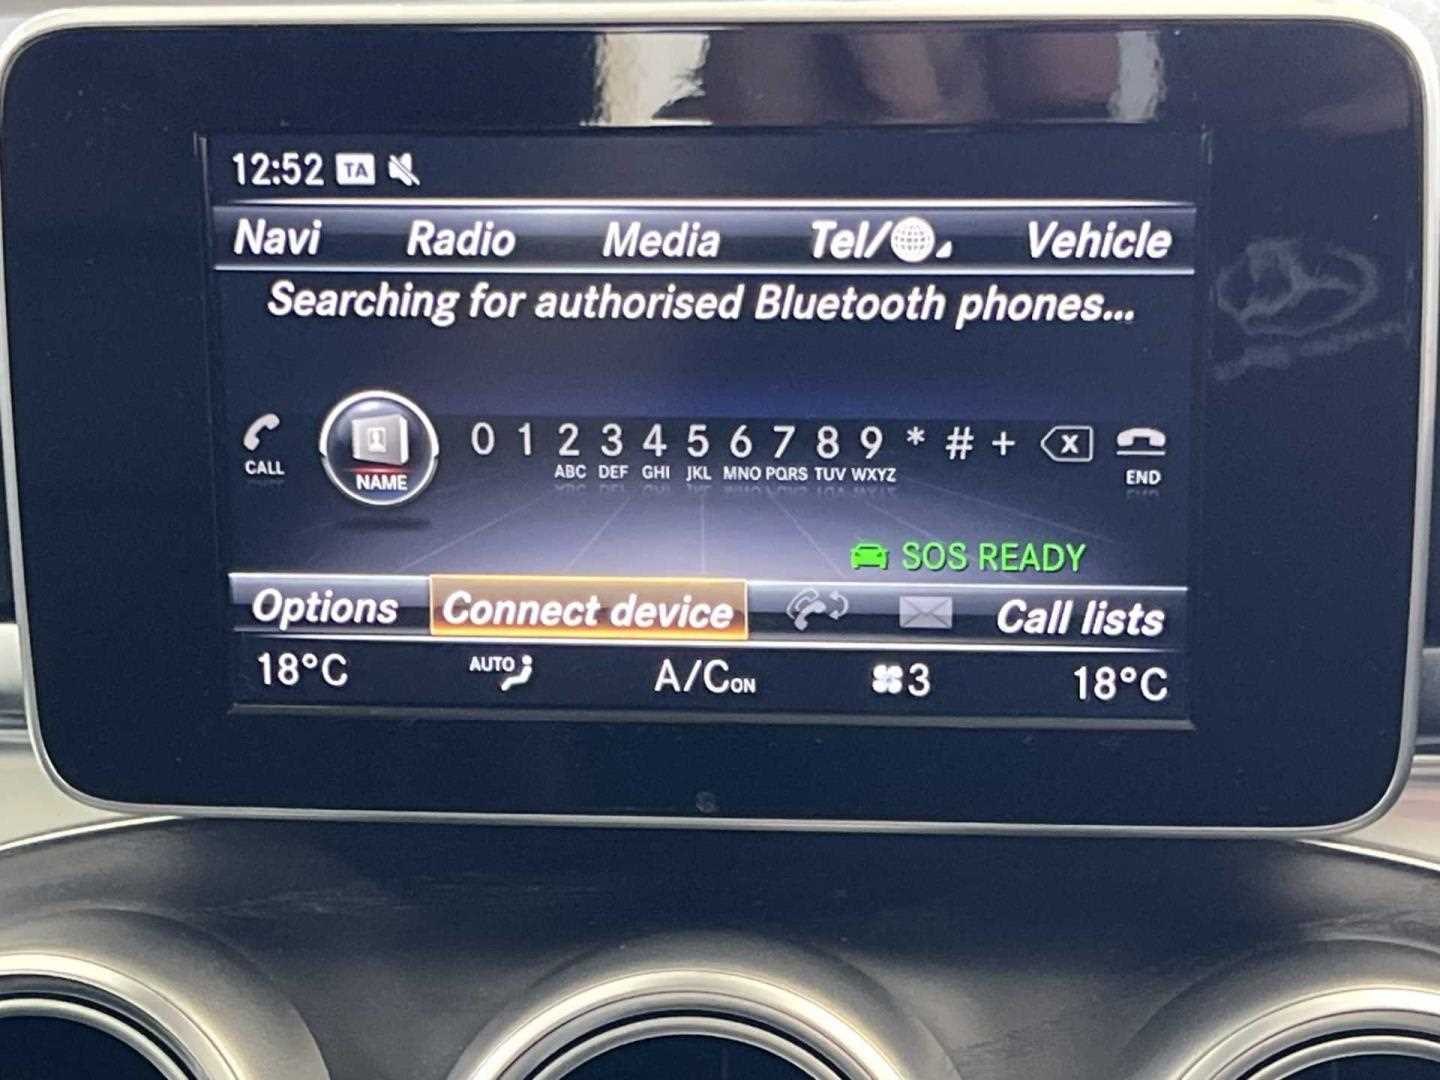 12:52 TA
Navi Radio Media Tel/ Vehicle
Searching for authorised Bluetooth phones...
CALL NAME 0 1 2 3 4 5 6 7 8 9 * # + X END
ABC DEF GHI JKL MNO PQRS TUV WXYZ
SOS READY
Options Connect device Call lists
18°C AUTO A/C ON 3 18°C